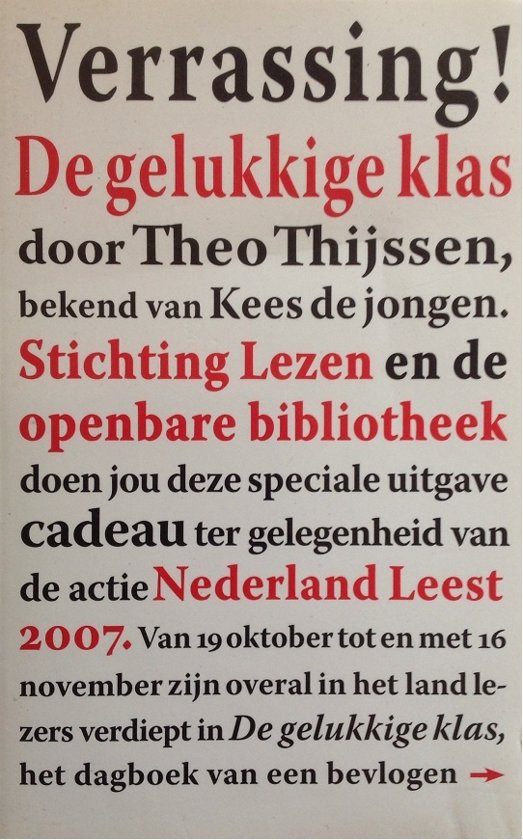 Verrassing!
De gelukkige klas
door Theo Thijssen,
bekend van Kees de jongen.
Stichting Lezen en de
openbare bibliotheek
doen jou deze speciale uitgave
cadeau ter gelegenheid van
de actie Nederland Leest
2007. Van 19 oktober tot en met 16
november zijn overal in het land le-
zers verdiept in De gelukkige klas,
het dagboek van een bevlogen →